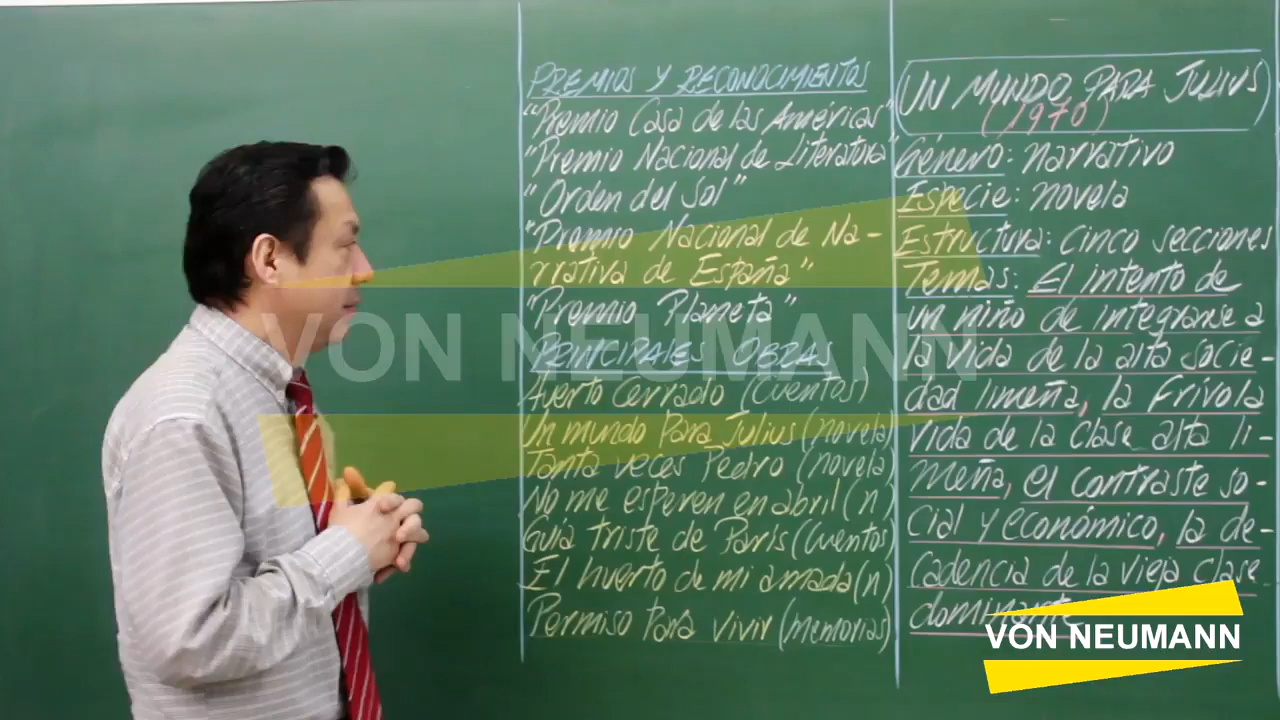 PREMIOS Y RECONOCIMIENTOS
"Premio Casa de las Américas"
"Premio Nacional de Literatura"
"Orden del Sol"
"Premio Nacional de Na-
rrativa de España"
"Premio Planeta"
PRINCIPALES OBRAS
Huerto Cerrado (Cuentos)
Un mundo Para Julius (novela)
Tanta veces Pedro (novela)
No me esperen en abril (n)
Guía triste de París (Cuentos)
El huerto de mi amada (n)
Permiso Para vivir (memorias)
UN MUNDO PARA JULIUS
(1970)
Género: narrativo
Especie: novela
Estructura: cinco secciones
Temas: El intento de
un niño de integrarse a
la vida de la alta socie-
dad limeña, la frívola
vida de la clase alta li-
meña, el contraste so-
cial y económico, la de-
cadencia de la vieja clase
dominante
VON NEUMANN
VON NEUMANN